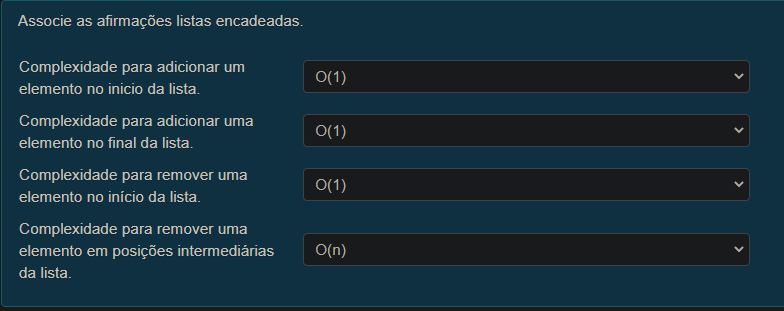 Associe as afirmações listas encadeadas.
Complexidade para adicionar um
elemento no inicio da lista.
O(1)
Complexidade para adicionar uma
elemento no final da lista.
O(1)
Complexidade para remover uma
elemento no início da lista.
O(1)
Complexidade para remover uma
elemento em posições intermediárias
da lista.
O(n)